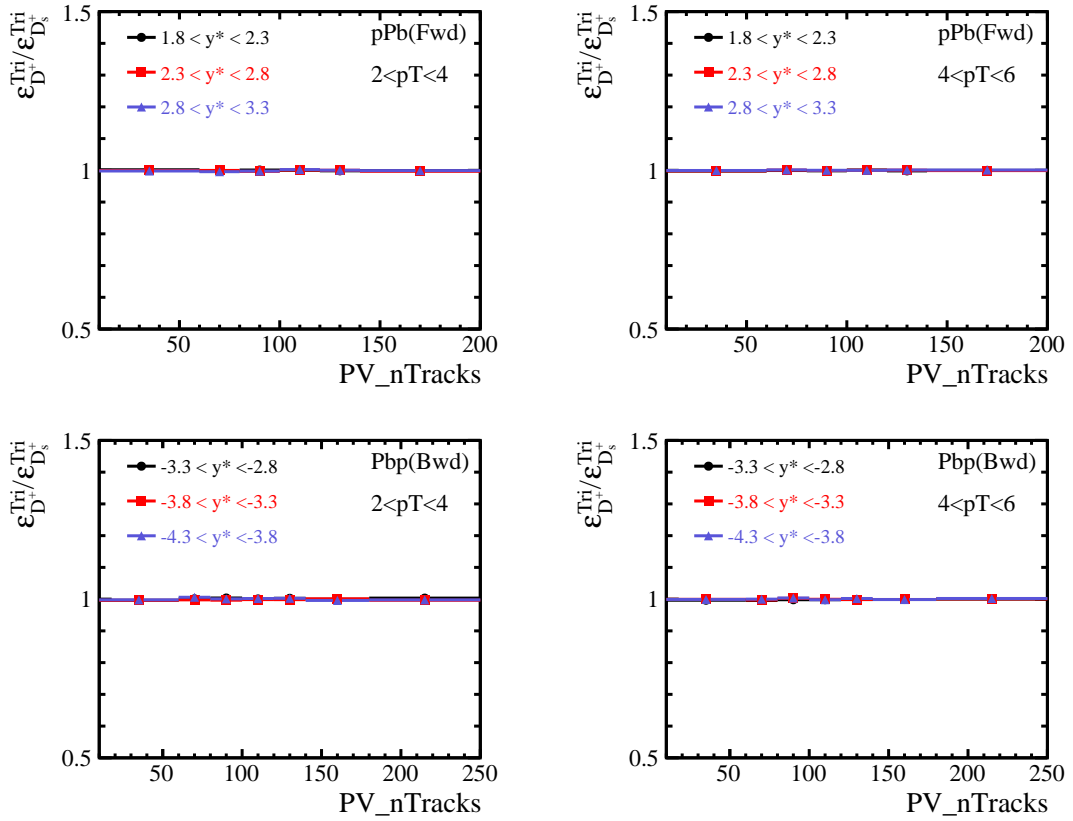 ε^Tri_D^+/ε^Tri_D_s^+
1.5
1
0.5
1.8 < y* < 2.3
2.3 < y* < 2.8
2.8 < y* < 3.3
pPb(Fwd)
2<pT<4
50 100 150 200
PV_nTracks
ε^Tri_D^+/ε^Tri_D_s^+
1.5
1
0.5
1.8 < y* < 2.3
2.3 < y* < 2.8
2.8 < y* < 3.3
pPb(Fwd)
4<pT<6
50 100 150 200
PV_nTracks
ε^Tri_D^+/ε^Tri_D_s^+
1.5
1
0.5
-3.3 < y* <-2.8
-3.8 < y* <-3.3
-4.3 < y* <-3.8
Pbp(Bwd)
2<pT<4
50 100 150 200 250
PV_nTracks
ε^Tri_D^+/ε^Tri_D_s^+
1.5
1
0.5
-3.3 < y* <-2.8
-3.8 < y* <-3.3
-4.3 < y* <-3.8
Pbp(Bwd)
4<pT<6
50 100 150 200 250
PV_nTracks